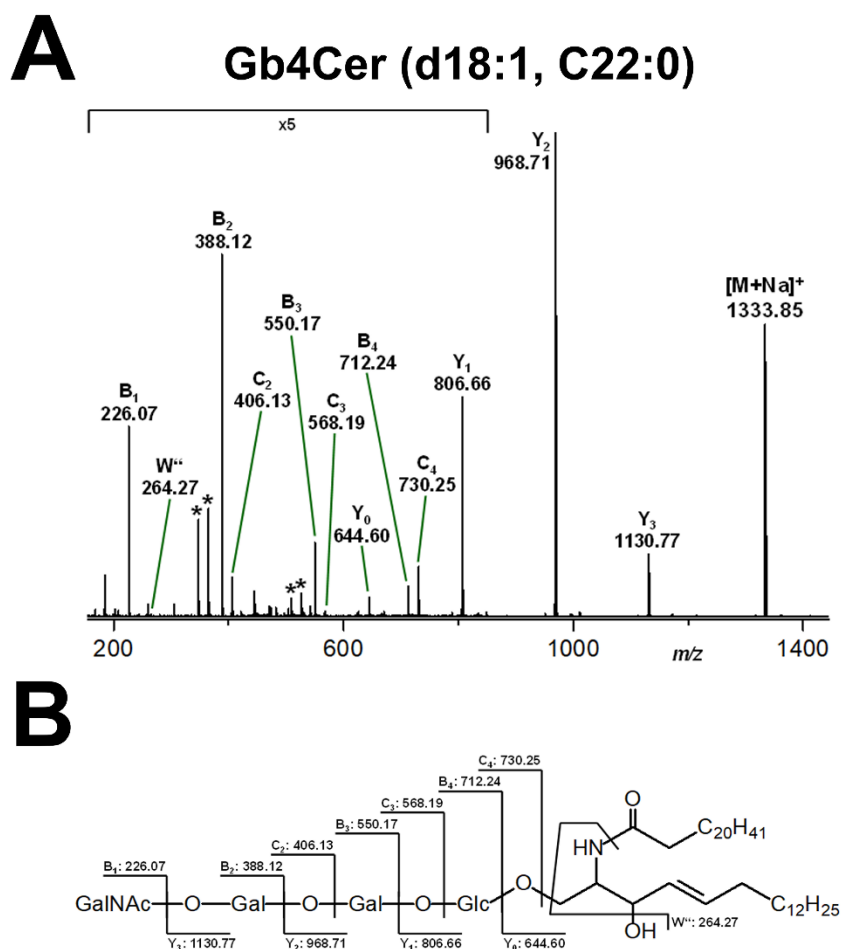 A
Gb4Cer (d18:1, C22:0)
x5
Y₂
968.71
B₂
388.12
[M+Na]⁺
1333.85
B₃
550.17
B₄
712.24
Y₁
806.66
B₁
226.07
C₂
406.13
C₃
568.19
W“
264.27
C₄
730.25
* *
Y₀
644.60
Y₃
1130.77
* *
200 600 1000 m/z 1400
B
C₄: 730.25
B₄: 712.24
C₃: 568.19
B₃: 550.17
C₂: 406.13
B₁: 226.07 B₂: 388.12
O
C₂₀H₄₁
HN
GalNAc O Gal O Gal O Glc O
C₁₂H₂₅
OH
W“: 264.27
Y₃: 1130.77 Y₂: 968.71 Y₁: 806.66 Y₀: 644.60